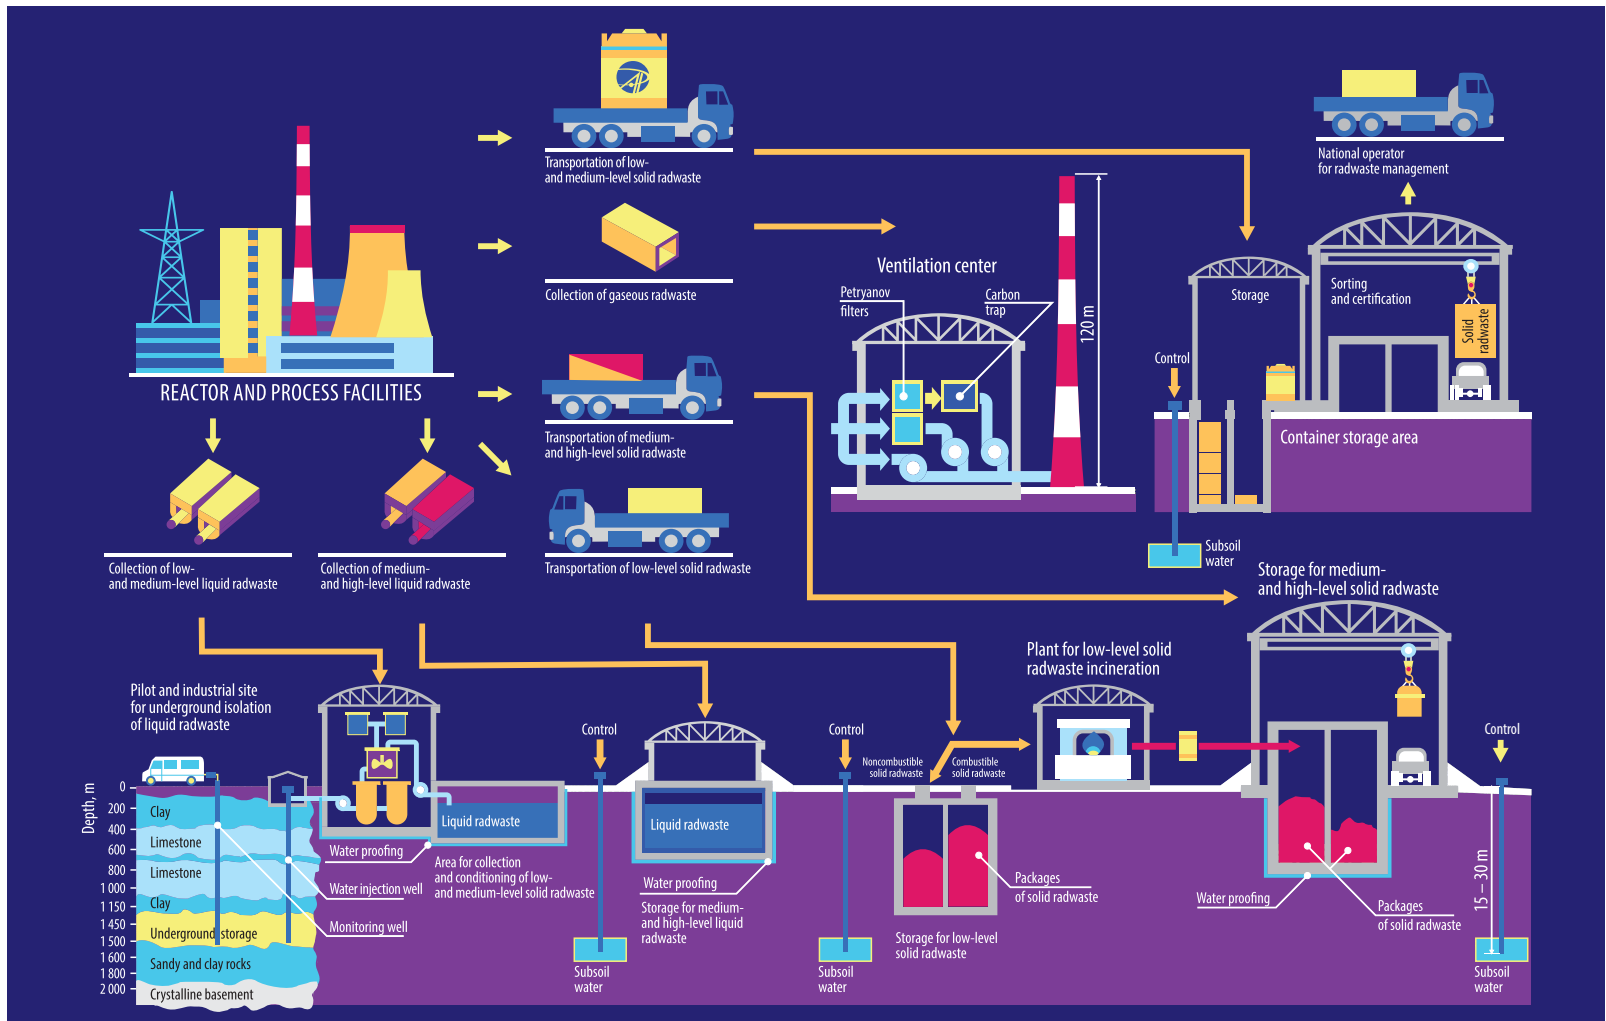 Transportation of low-
and medium-level solid radwaste
National operator
for radwaste management
Collection of gaseous radwaste
Ventilation center
Petryanov
filters
Carbon
trap
120 m
Storage
Sorting
and certification
Solid
radwaste
Control
Container storage area
Subsoil
water
REACTOR AND PROCESS FACILITIES
Transportation of medium-
and high-level solid radwaste
Collection of low-
and medium-level liquid radwaste
Collection of medium-
and high-level liquid radwaste
Transportation of low-level solid radwaste
Storage for medium-
and high-level solid radwaste
Plant for low-level solid
radwaste incineration
Pilot and industrial site
for underground isolation
of liquid radwaste
Control
Control
Control
Noncombustible
solid radwaste
Combustible
solid radwaste
Depth, m
0
200
400
600
800
1 000
1 150
1 450
1 500
1 600
1 800
2 000
Clay
Limestone
Limestone
Clay
Underground storage
Sandy and clay rocks
Crystalline basement
Liquid radwaste
Water proofing
Water injection well
Monitoring well
Area for collection
and conditioning of low-
and medium-level solid radwaste
Liquid radwaste
Water proofing
Storage for medium-
and high-level liquid
radwaste
Subsoil
water
Subsoil
water
Packages
of solid radwaste
Storage for low-level
solid radwaste
Water proofing
Packages
of solid radwaste
15 – 30 m
Subsoil
water